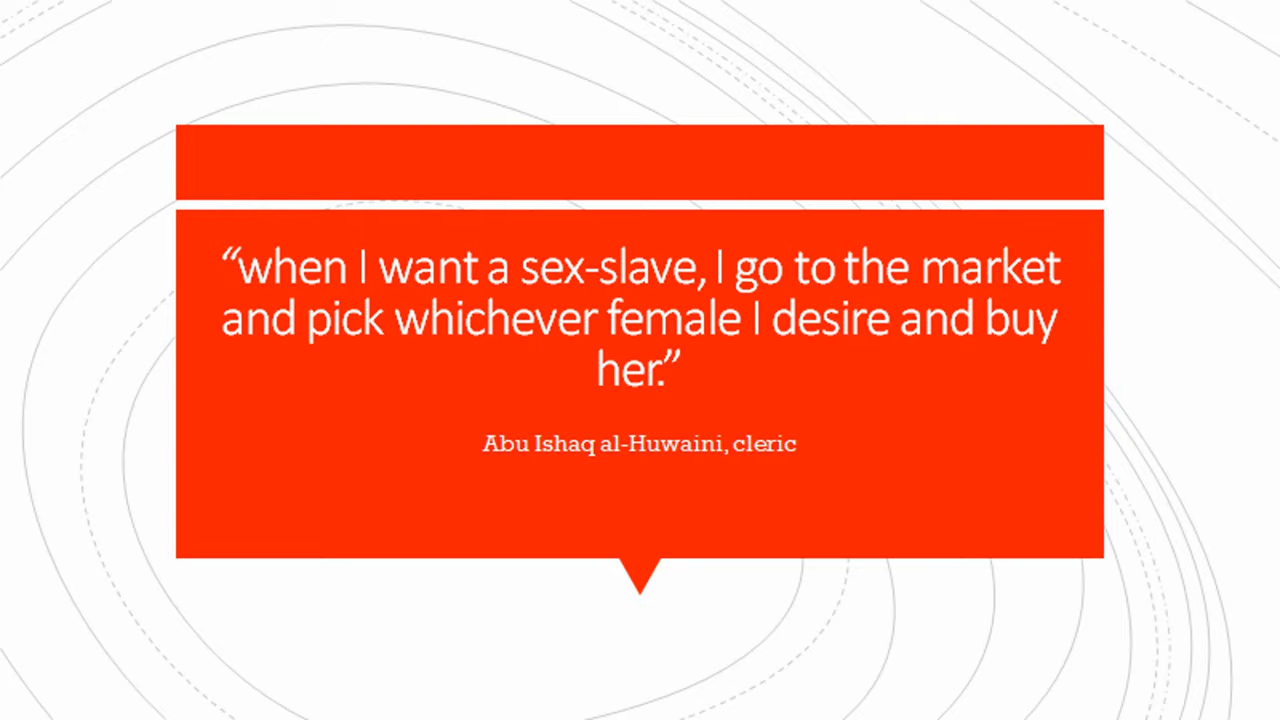 “when I want a sex-slave, I go to the market
and pick whichever female I desire and buy
her.”
Abu Ishaq al-Huwaini, cleric